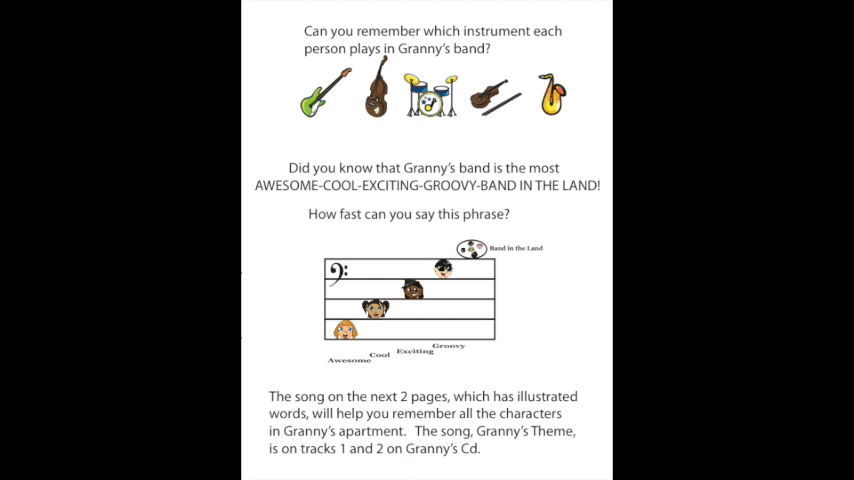 Can you remember which instrument each
person plays in Granny's band?
Did you know that Granny's band is the most
AWESOME-COOL-EXCITING-GROOVY-BAND IN THE LAND!
How fast can you say this phrase?
Band in the Land
Groovy
Exciting
Cool
Awesome
The song on the next 2 pages, which has illustrated
words, will help you remember all the characters
in Granny's apartment. The song, Granny's Theme,
is on tracks 1 and 2 on Granny's Cd.